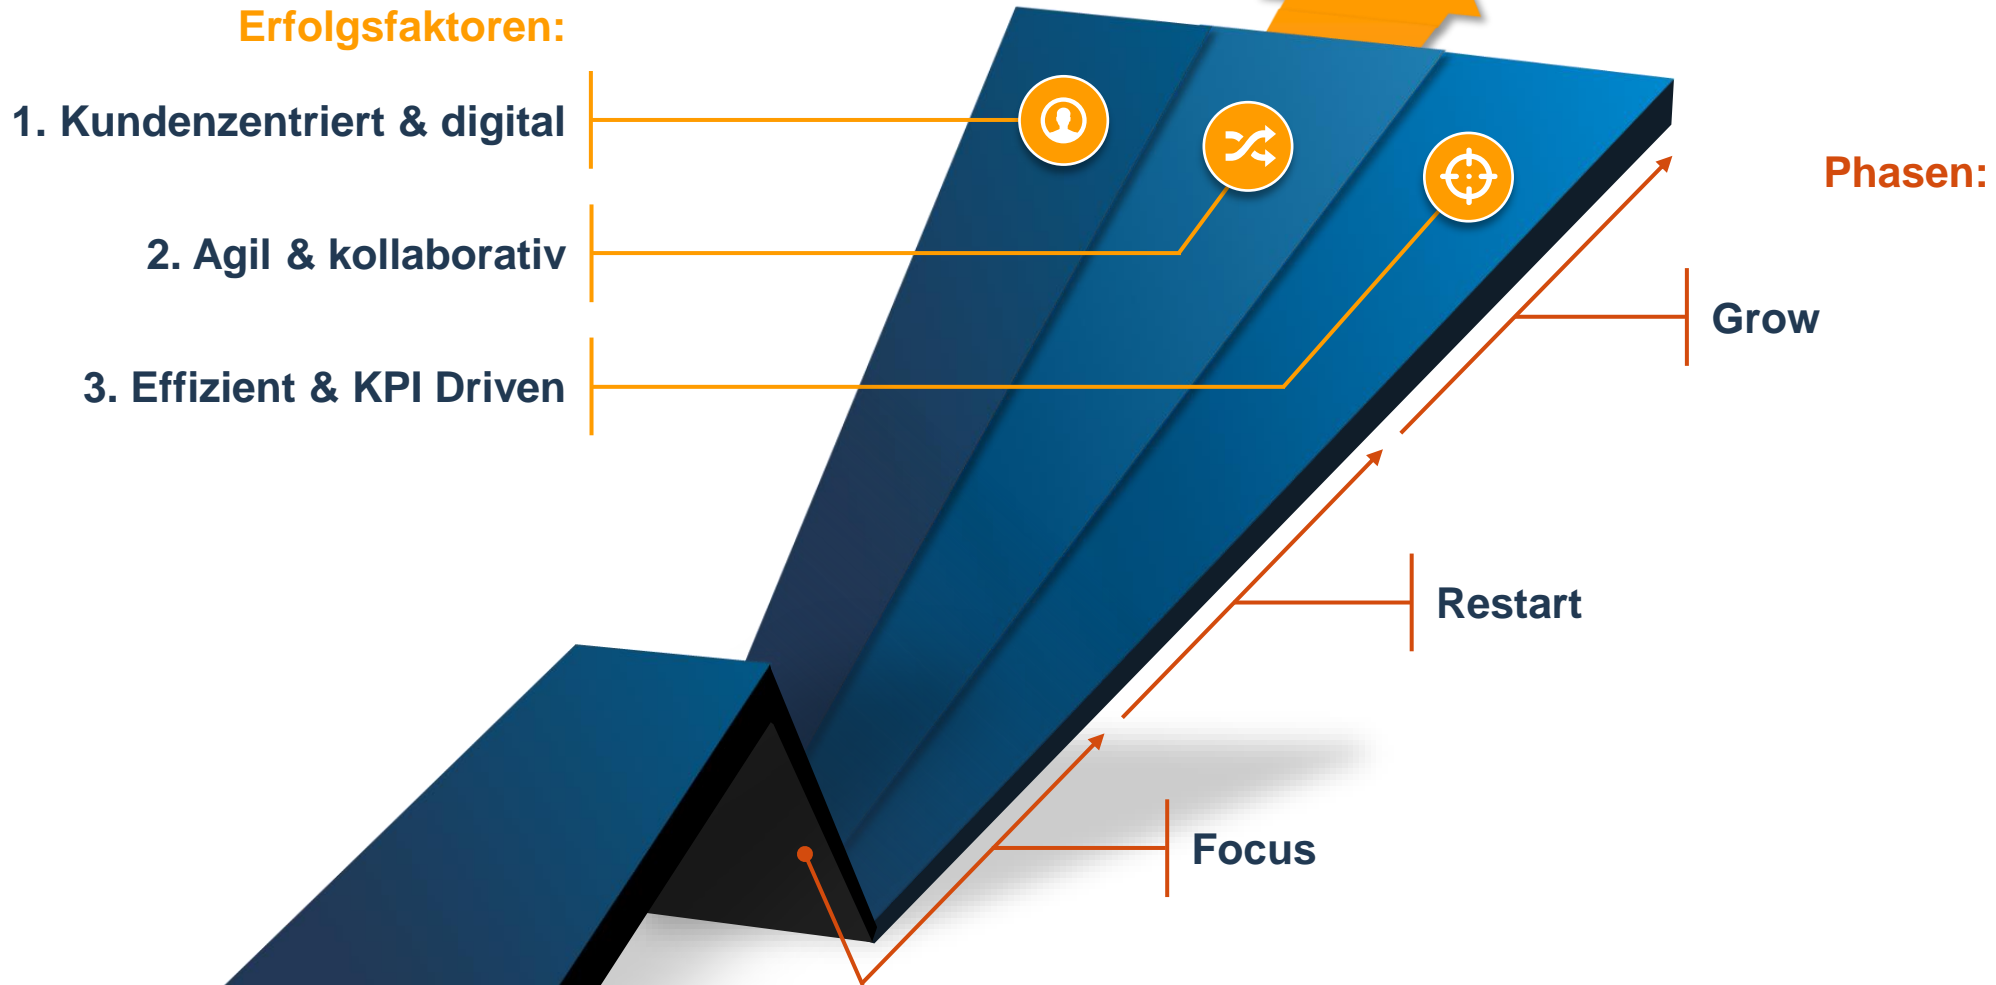 Erfolgsfaktoren:
1. Kundenzentriert & digital
2. Agil & kollaborativ
3. Effizient & KPI Driven
Phasen:
Grow
Restart
Focus